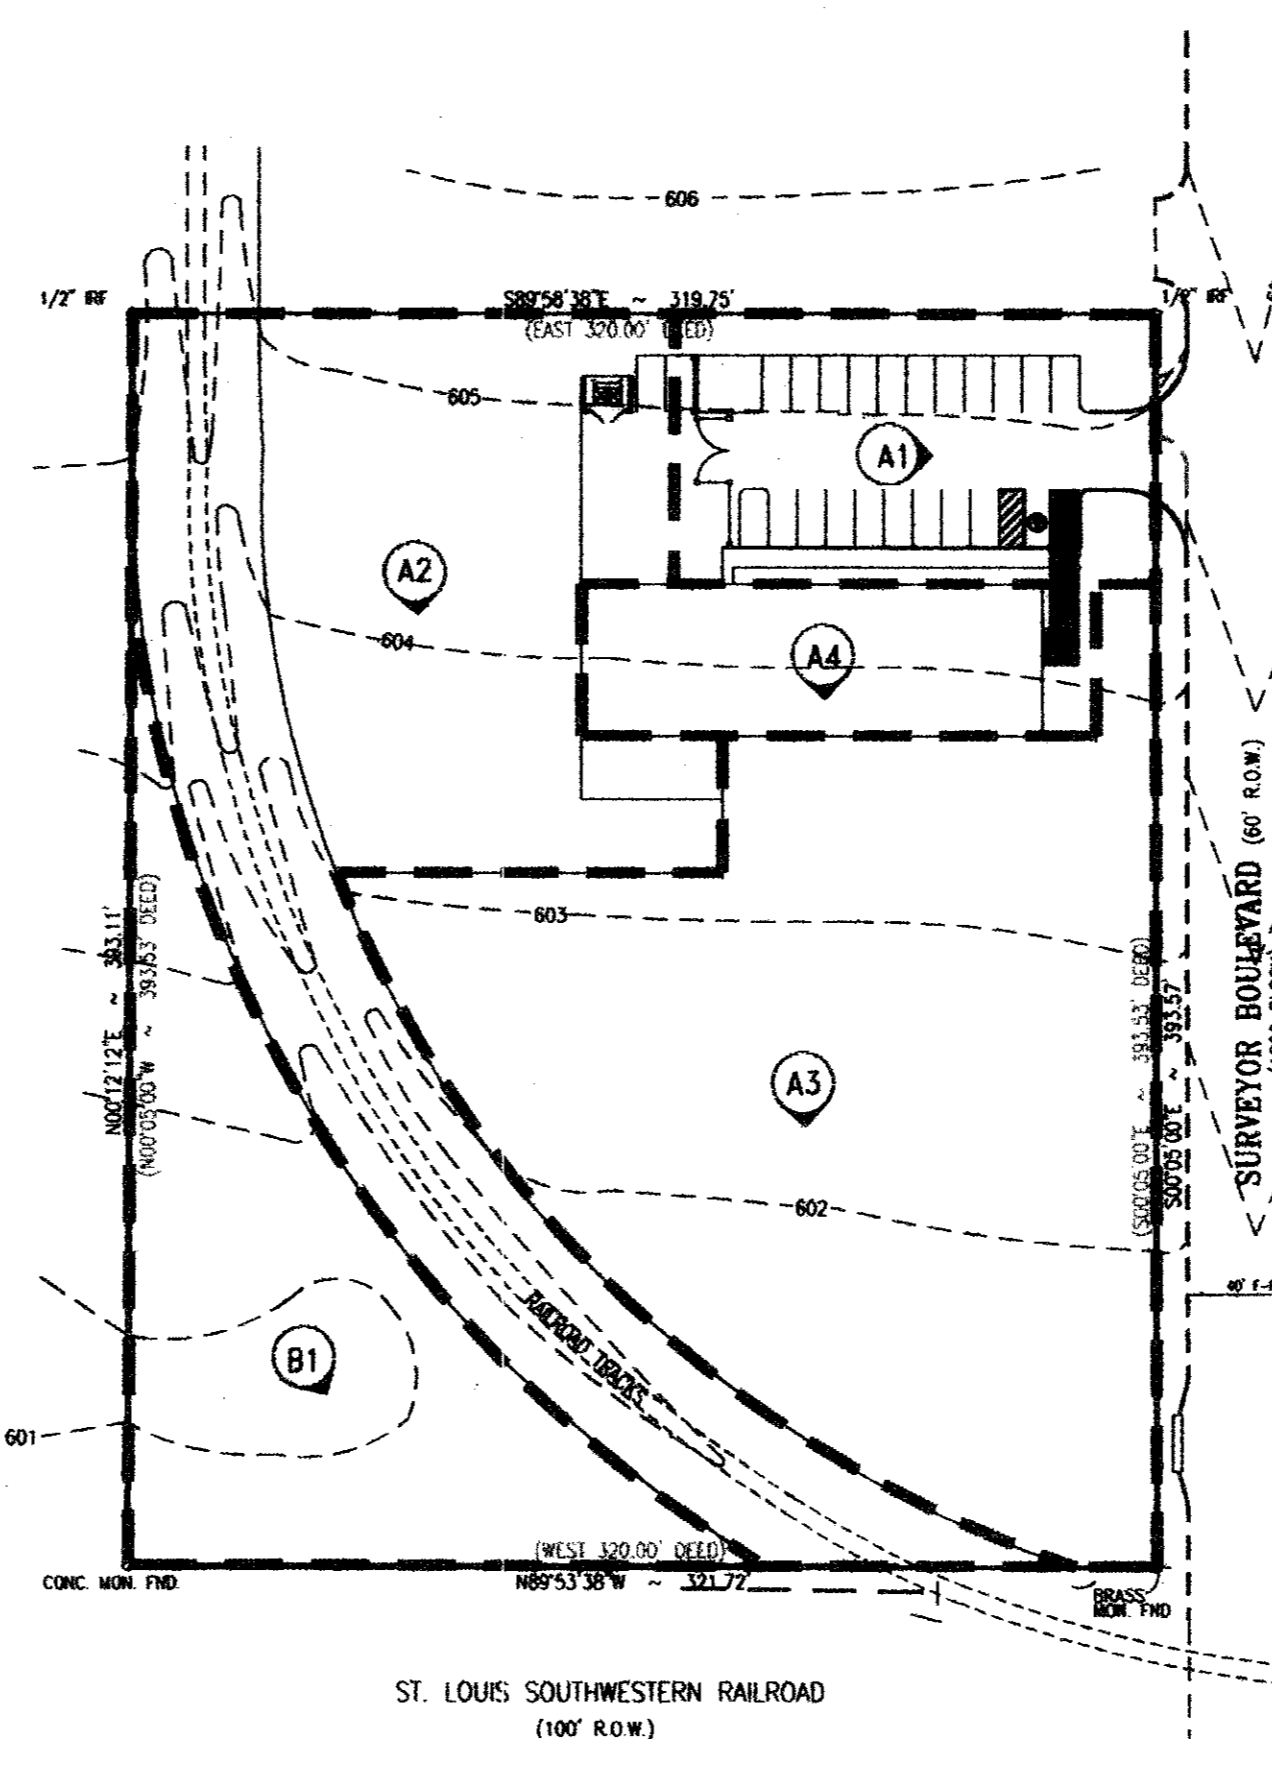 606
1/2" IRF
S89°58'38"E ~ 319.75'
1/2" IRF
(EAST 320.00' DEED)
605
A1
A2
604
A4
603
N00°12'12"E ~ 393.11'
(N00°05'00"W ~ 393.53' DEED)
A3
602
(S00°05'00"E ~ 393.53' DEED)
S00°05'00"E ~ 393.57'
SURVEYOR BOULEVARD (60' R.O.W.)
RAILROAD TRACKS
B1
601
(WEST 320.00' DEED)
CONC. MON. FND.
N89°53'38"W ~ 321.72
BRASS
MON. FND
ST. LOUIS SOUTHWESTERN RAILROAD
(100' R.O.W.)